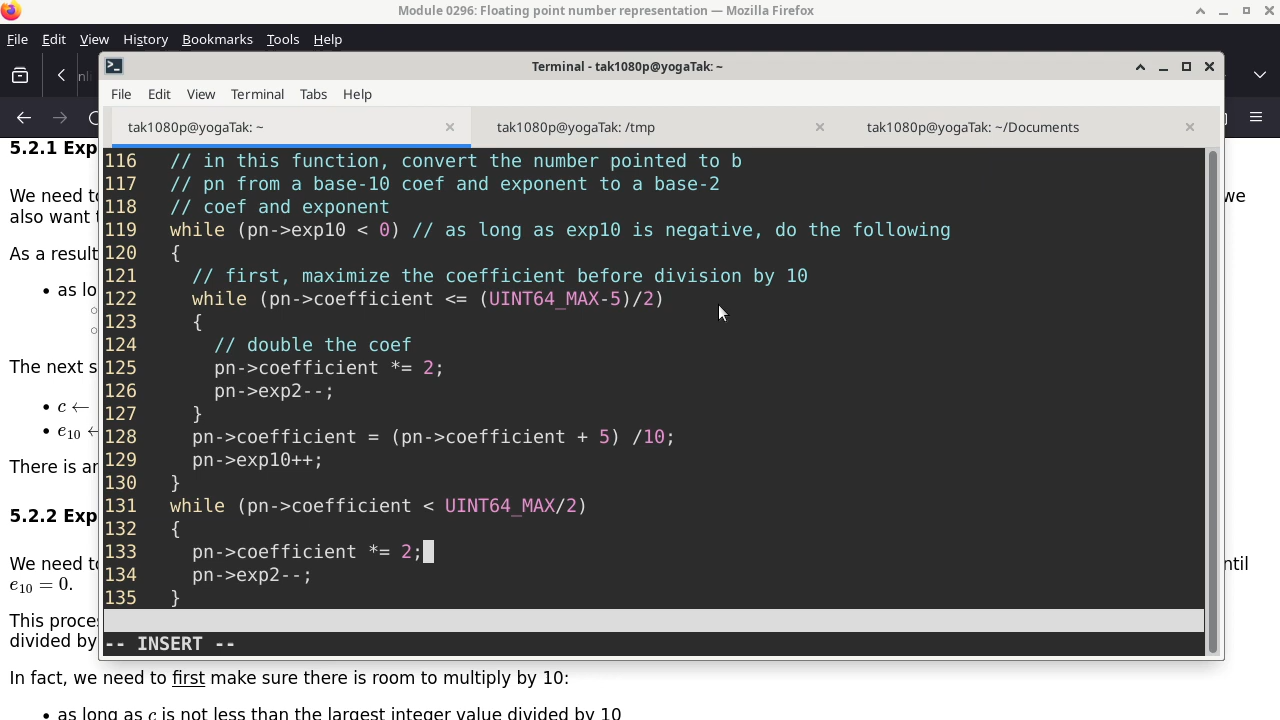 Module 0296: Floating point number representation — Mozilla Firefox
File Edit View History Bookmarks Tools Help
Terminal - tak1080p@yogaTak: ~
File Edit View Terminal Tabs Help
tak1080p@yogaTak: ~
tak1080p@yogaTak: /tmp
tak1080p@yogaTak: ~/Documents
116 // in this function, convert the number pointed to b
117 // pn from a base-10 coef and exponent to a base-2
118 // coef and exponent
119 while (pn->exp10 < 0) // as long as exp10 is negative, do the following
120 {
121 // first, maximize the coefficient before division by 10
122 while (pn->coefficient <= (UINT64_MAX-5)/2)
123 {
124 // double the coef
125 pn->coefficient *= 2;
126 pn->exp2--;
127 }
128 pn->coefficient = (pn->coefficient + 5) /10;
129 pn->exp10++;
130 }
131 while (pn->coefficient < UINT64_MAX/2)
132 {
133 pn->coefficient *= 2;
134 pn->exp2--;
135 }
-- INSERT --
5.2.1 Exp
We need to
we
also want
As a result
• as lo
The next s
• c ←
• e₁₀ ←
There is an
5.2.2 Exp
We need to
ntil
e₁₀ = 0.
This proces
divided by
In fact, we need to first make sure there is room to multiply by 10:
• as long as c is not less than the largest integer value divided by 10